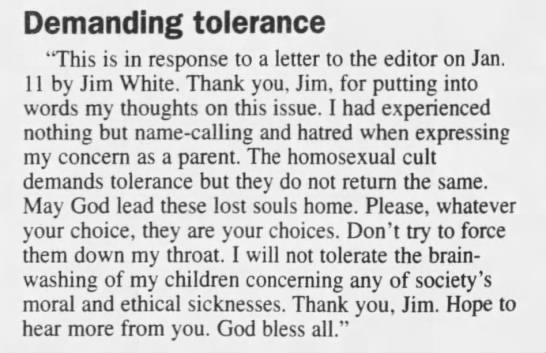 Demanding tolerance
"This is in response to a letter to the editor on Jan.
11 by Jim White. Thank you, Jim, for putting into
words my thoughts on this issue. I had experienced
nothing but name-calling and hatred when expressing
my concern as a parent. The homosexual cult
demands tolerance but they do not return the same.
May God lead these lost souls home. Please, whatever
your choice, they are your choices. Don't try to force
them down my throat. I will not tolerate the brain-
washing of my children concerning any of society's
moral and ethical sicknesses. Thank you, Jim. Hope to
hear more from you. God bless all."